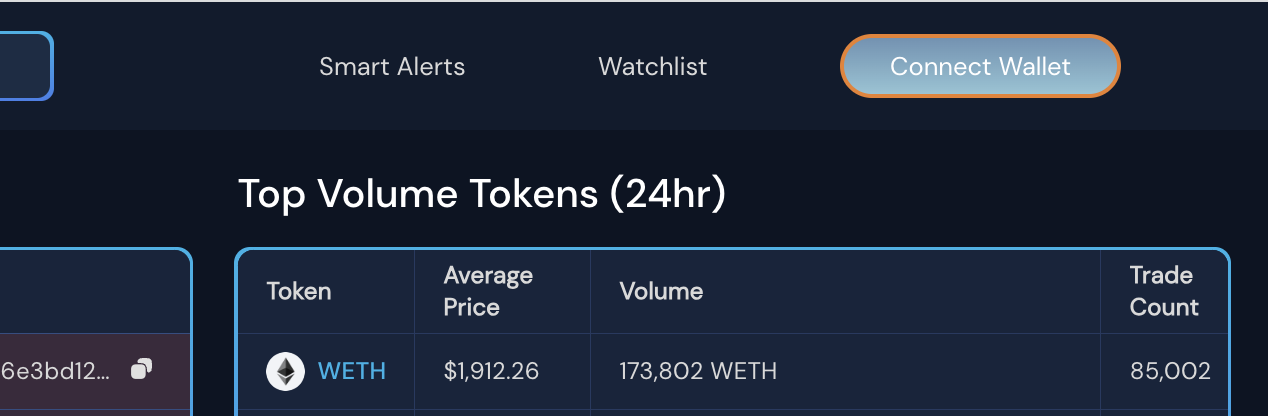 Smart Alerts
Watchlist
Connect Wallet
Top Volume Tokens (24hr)
Token
Average
Price
Volume
Trade
Count
6e3bd12...
WETH
$1,912.26
173,802 WETH
85,002